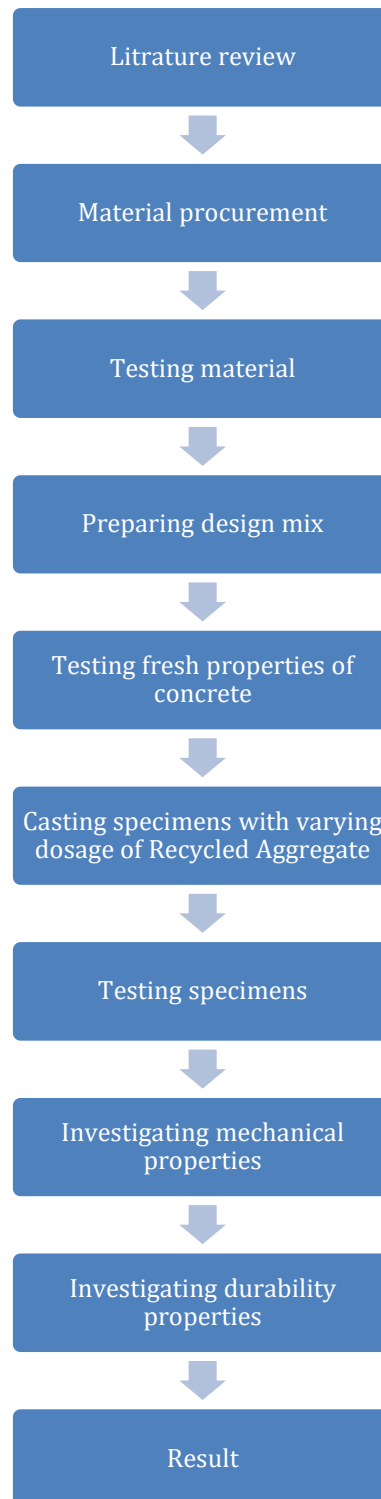 Litrature review
Material procurement
Testing material
Preparing design mix
Testing fresh properties of
concrete
Casting specimens with varying
dosage of Recycled Aggregate
Testing specimens
Investigating mechanical
properties
Investigating durability
properties
Result